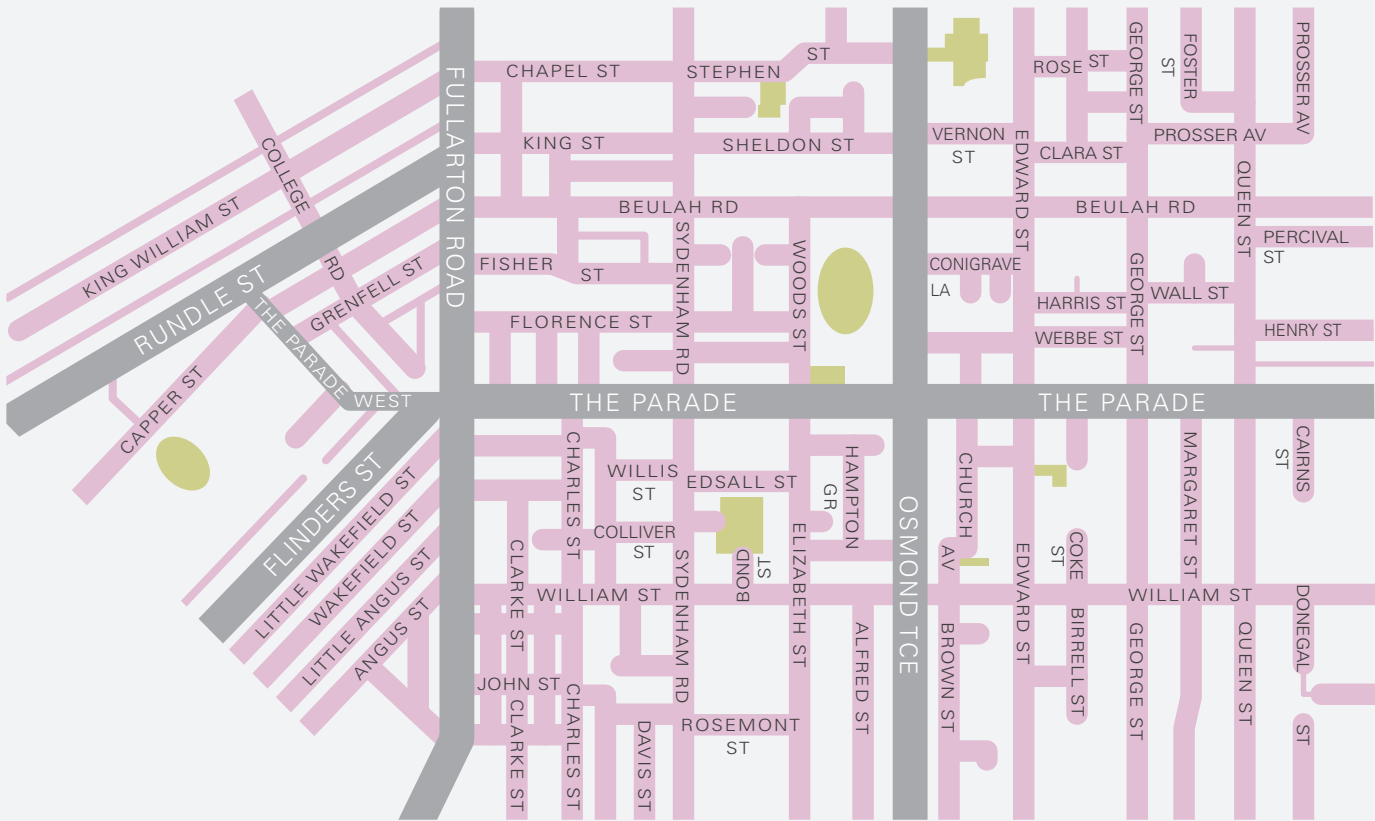 CHAPEL ST
STEPHEN
ST
ROSE ST
GEORGE ST
FOSTER
ST
PROSSER AV
FULLARTON ROAD
COLLEGE
RD
KING ST
SHELDON ST
VERNON
ST
EDWARD ST
CLARA ST
PROSSER AV
KING WILLIAM ST
BEULAH RD
BEULAH RD
QUEEN ST
RUNDLE ST
GRENFELL ST
FISHER
ST
SYDENHAM RD
WOODS ST
CONIGRAVE
LA
GEORGE ST
PERCIVAL
ST
HARRIS ST
WALL ST
FLORENCE ST
WEBBE ST
HENRY ST
THE PARADE
WEST
THE PARADE
THE PARADE
CAPPER ST
FLINDERS ST
LITTLE WAKEFIELD ST
WAKEFIELD ST
LITTLE ANGUS ST
ANGUS ST
CHARLES ST
WILLIS
ST
EDSALL ST
HAMPTON
GR
CHURCH
AV
MARGARET ST
CAIRNS
ST
COLLIVER
ST
CLARKE ST
SYDENHAM RD
BOND
ST
ELIZABETH ST
OSMOND TCE
EDWARD ST
COKE
ST
WILLIAM ST
WILLIAM ST
ALFRED ST
BROWN ST
BIRRELL ST
GEORGE ST
QUEEN ST
DONEGAL
ST
JOHN ST
CLARKE ST
CHARLES ST
DAVIS ST
ROSEMONT
ST